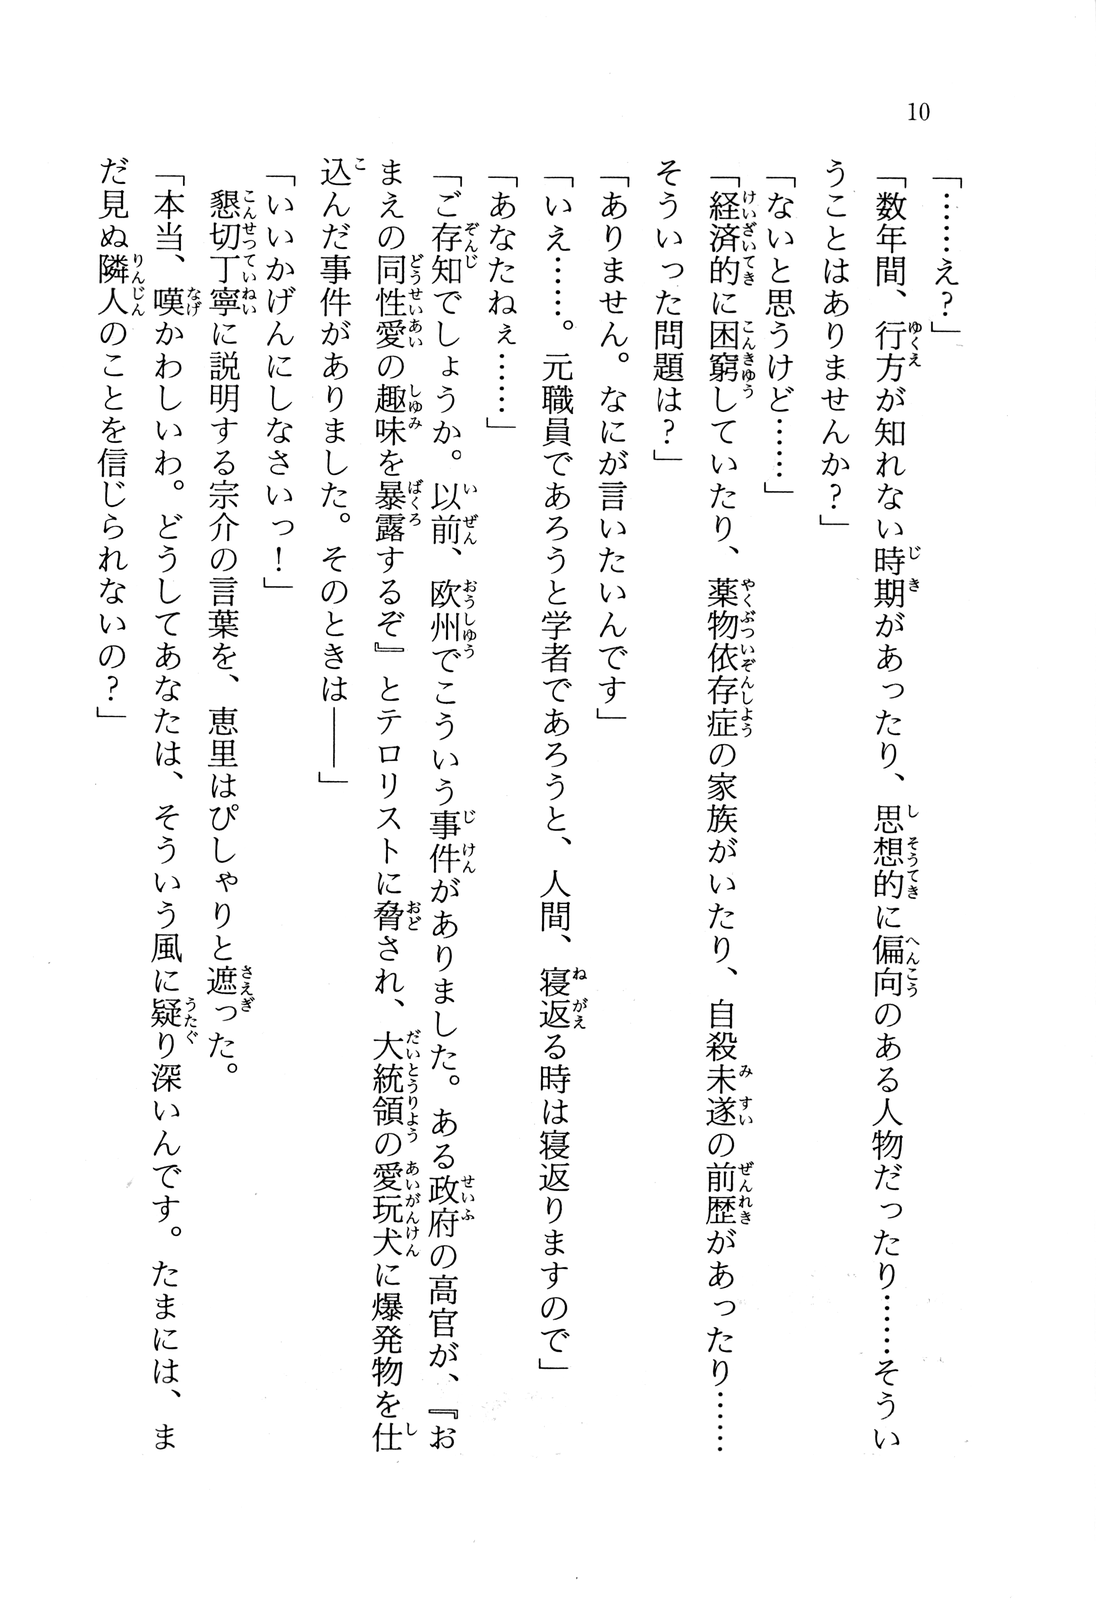 10
「……え？」
「数年間、行方が知れない時期があったり、思想的に偏向のある人物だったり……そうい
うことはありませんか？」
「ないと思うけど……」
「経済的に困窮していたり、薬物依存症の家族がいたり、自殺未遂の前歴があったり……
そういった問題は？」
「ありません。なにが言いたいんです」
「いえ……。元職員であろうと学者であろうと、人間、寝返る時は寝返りますので」
「あなたねぇ……」
「ご存知でしょうか。以前、欧州でこういう事件がありました。ある政府の高官が、『お
まえの同性愛の趣味を暴露するぞ』とテロリストに脅され、大統領の愛玩犬に爆発物を仕
込んだ事件がありました。そのときは――」
「いいかげんにしなさいっ！」
　懇切丁寧に説明する宗介の言葉を、恵里はぴしゃりと遮った。
「本当、嘆かわしいわ。どうしてあなたは、そういう風に疑り深いんです。たまには、ま
だ見ぬ隣人のことを信じられないの？」